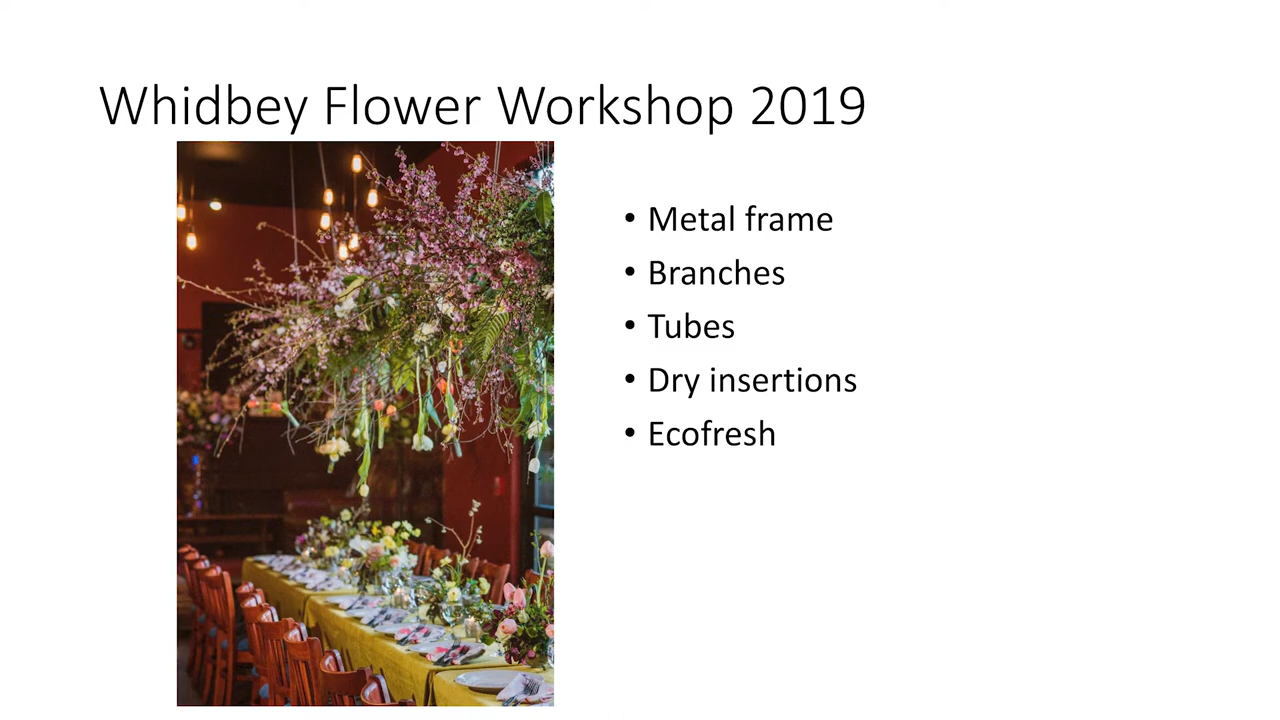 Whidbey Flower Workshop 2019
• Metal frame
• Branches
• Tubes
• Dry insertions
• Ecofresh